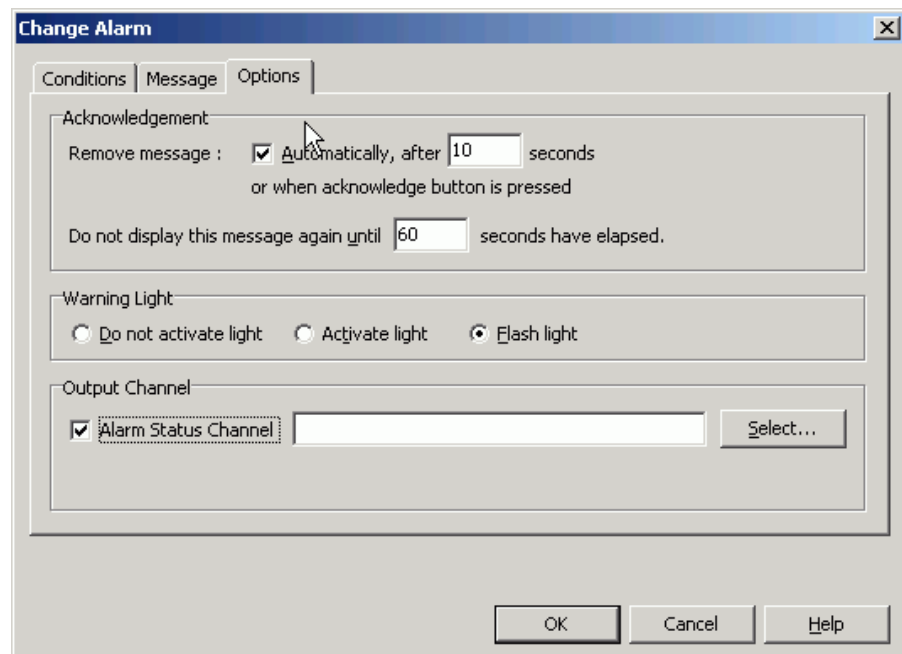 Change Alarm
Conditions Message Options
Acknowledgement
Remove message : Automatically, after 10 seconds
or when acknowledge button is pressed
Do not display this message again until 60 seconds have elapsed.
Warning Light
Do not activate light Activate light Flash light
Output Channel
Alarm Status Channel Select...
OK Cancel Help